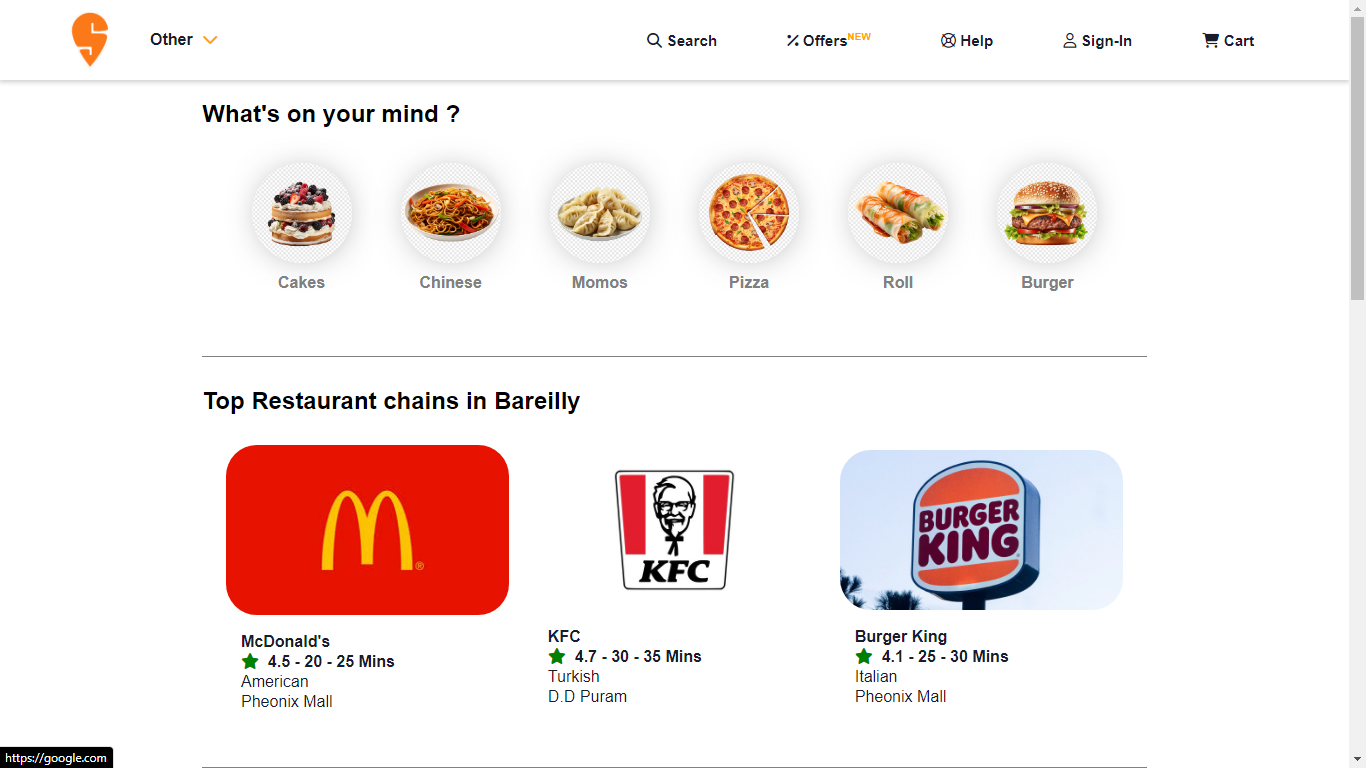 Other
Search
% OffersNEW
Help
Sign-In
Cart
What's on your mind ?
Cakes
Chinese
Momos
Pizza
Roll
Burger
Top Restaurant chains in Bareilly
KFC
BURGER
KING
McDonald's
4.5 - 20 - 25 Mins
American
Pheonix Mall
KFC
4.7 - 30 - 35 Mins
Turkish
D.D Puram
Burger King
4.1 - 25 - 30 Mins
Italian
Pheonix Mall
https://google.com